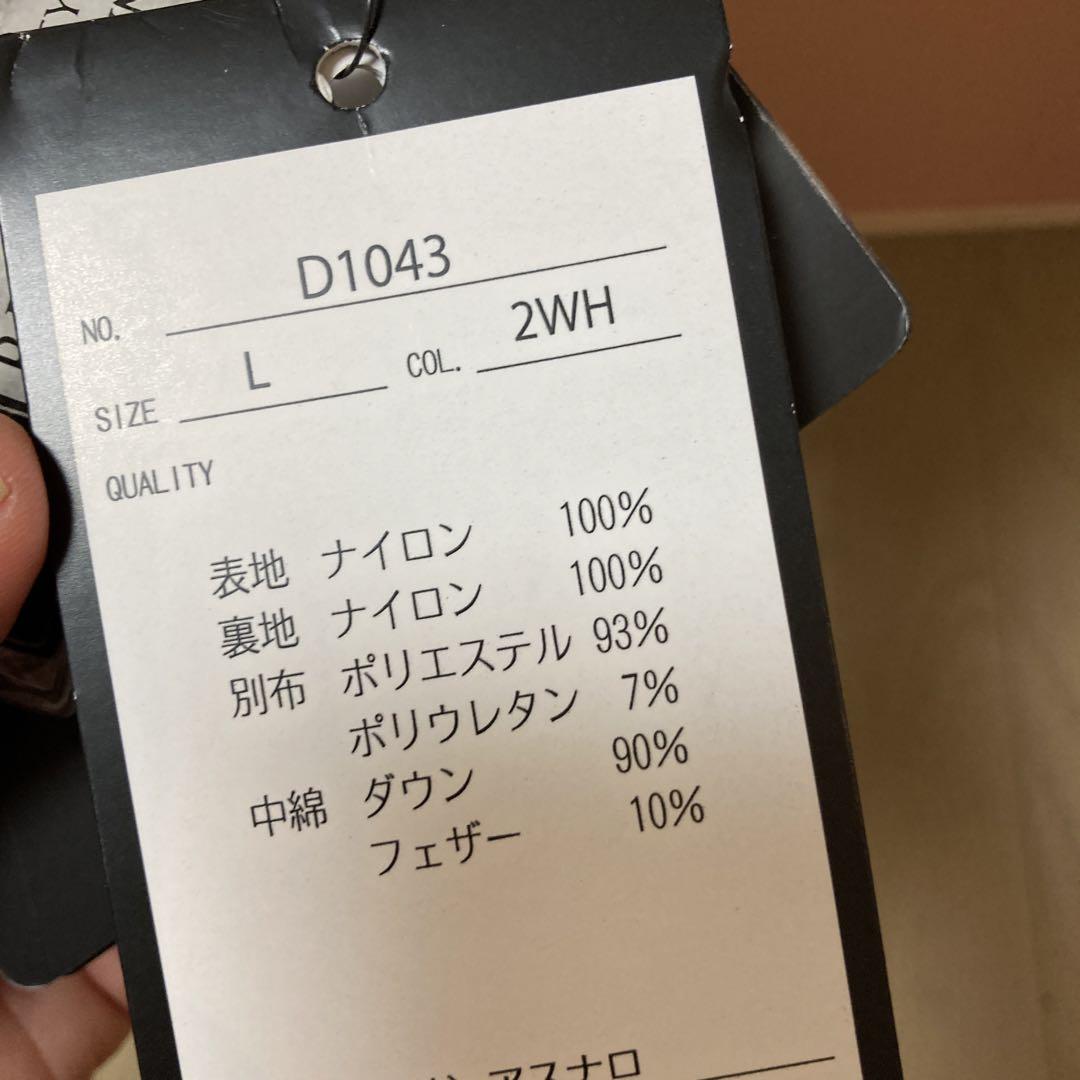 NO. D1043
SIZE L COL. 2WH
QUALITY
表地 ナイロン 100%
裏地 ナイロン 100%
別布 ポリエステル 93%
ポリウレタン 7%
中綿 ダウン 90%
フェザー 10%
アスナロ